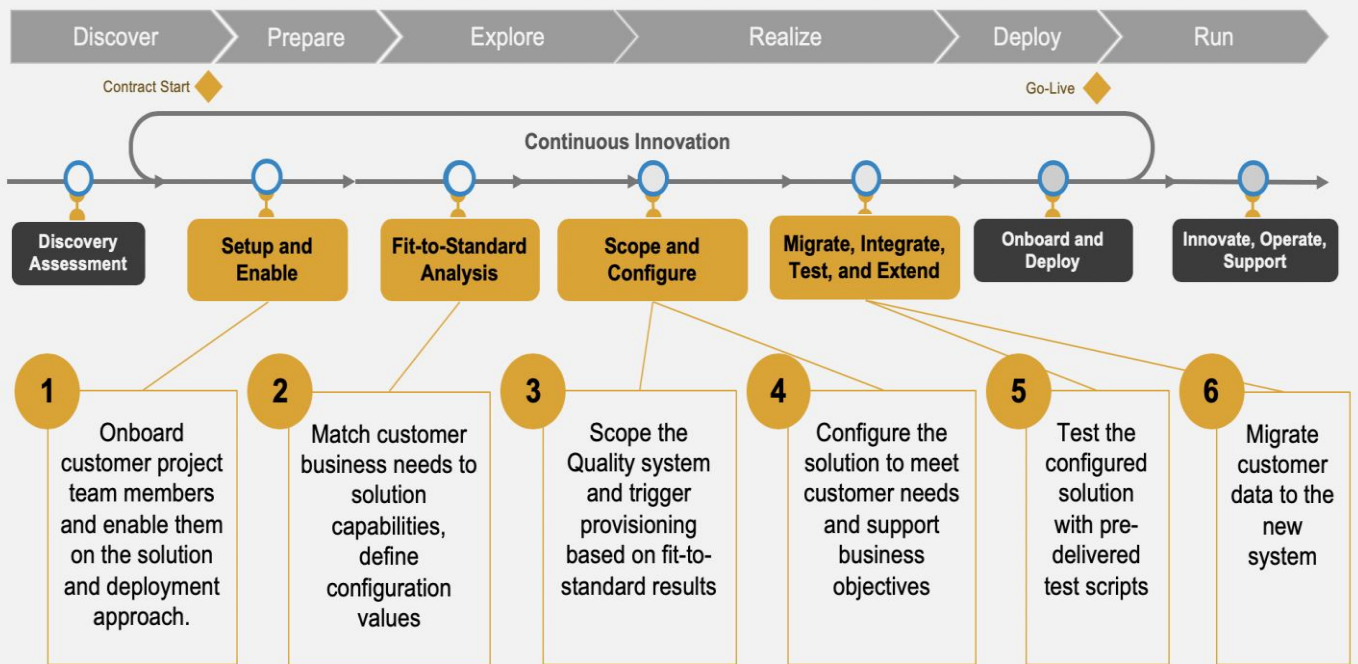 Discover
Prepare
Explore
Realize
Deploy
Run
Contract Start
Go-Live
Continuous Innovation
Discovery
Assessment
Setup and
Enable
Fit-to-Standard
Analysis
Scope and
Configure
Migrate, Integrate,
Test, and Extend
Onboard and
Deploy
Innovate, Operate,
Support
1
Onboard
customer project
team members
and enable them
on the solution
and deployment
approach.
2
Match customer
business needs to
solution
capabilities,
define
configuration
values
3
Scope the
Quality system
and trigger
provisioning
based on fit-to-
standard results
4
Configure the
solution to meet
customer needs
and support
business
objectives
5
Test the
configured
solution
with pre-
delivered
test scripts
6
Migrate
customer
data to the
new
system